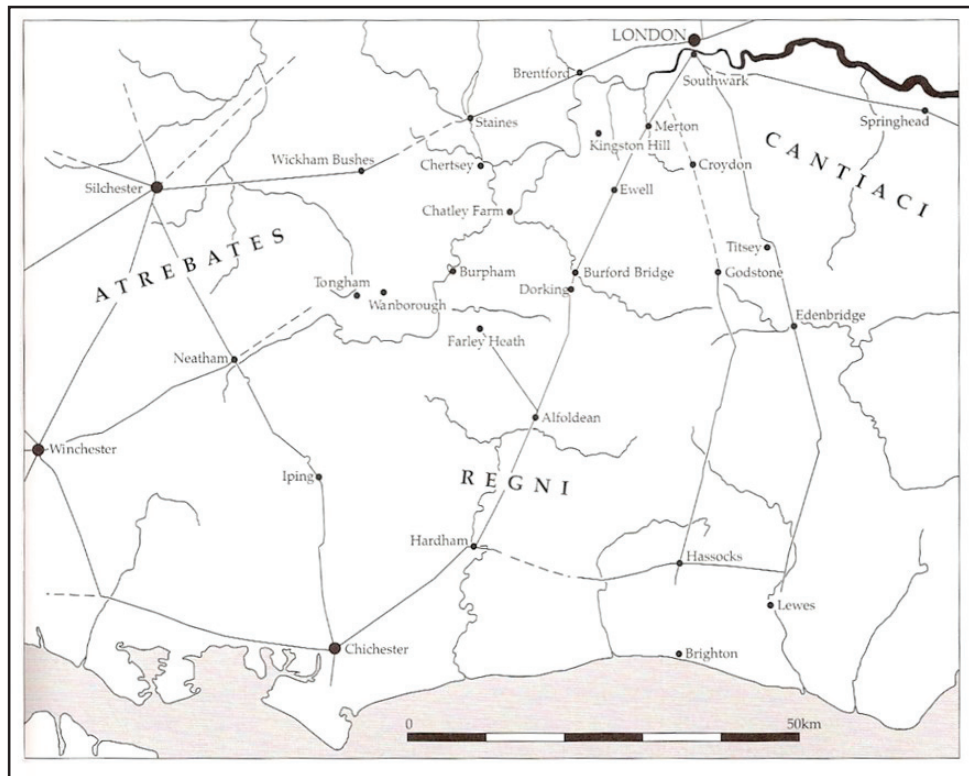 LONDON
Brentford
Southwark
Staines
Merton
Springhead
Kingston Hill
Wickham Bushes
Chertsey
Croydon
CANTIACI
Silchester
Ewell
Chatley Farm
ATREBATES
Titsey
Burpham
Burford Bridge
Godstone
Tongham
Dorking
Wanborough
Edenbridge
Farley Heath
Neatham
Alfoldean
Winchester
Iping
REGNI
Hardham
Hassocks
Lewes
Chichester
Brighton
0
50km